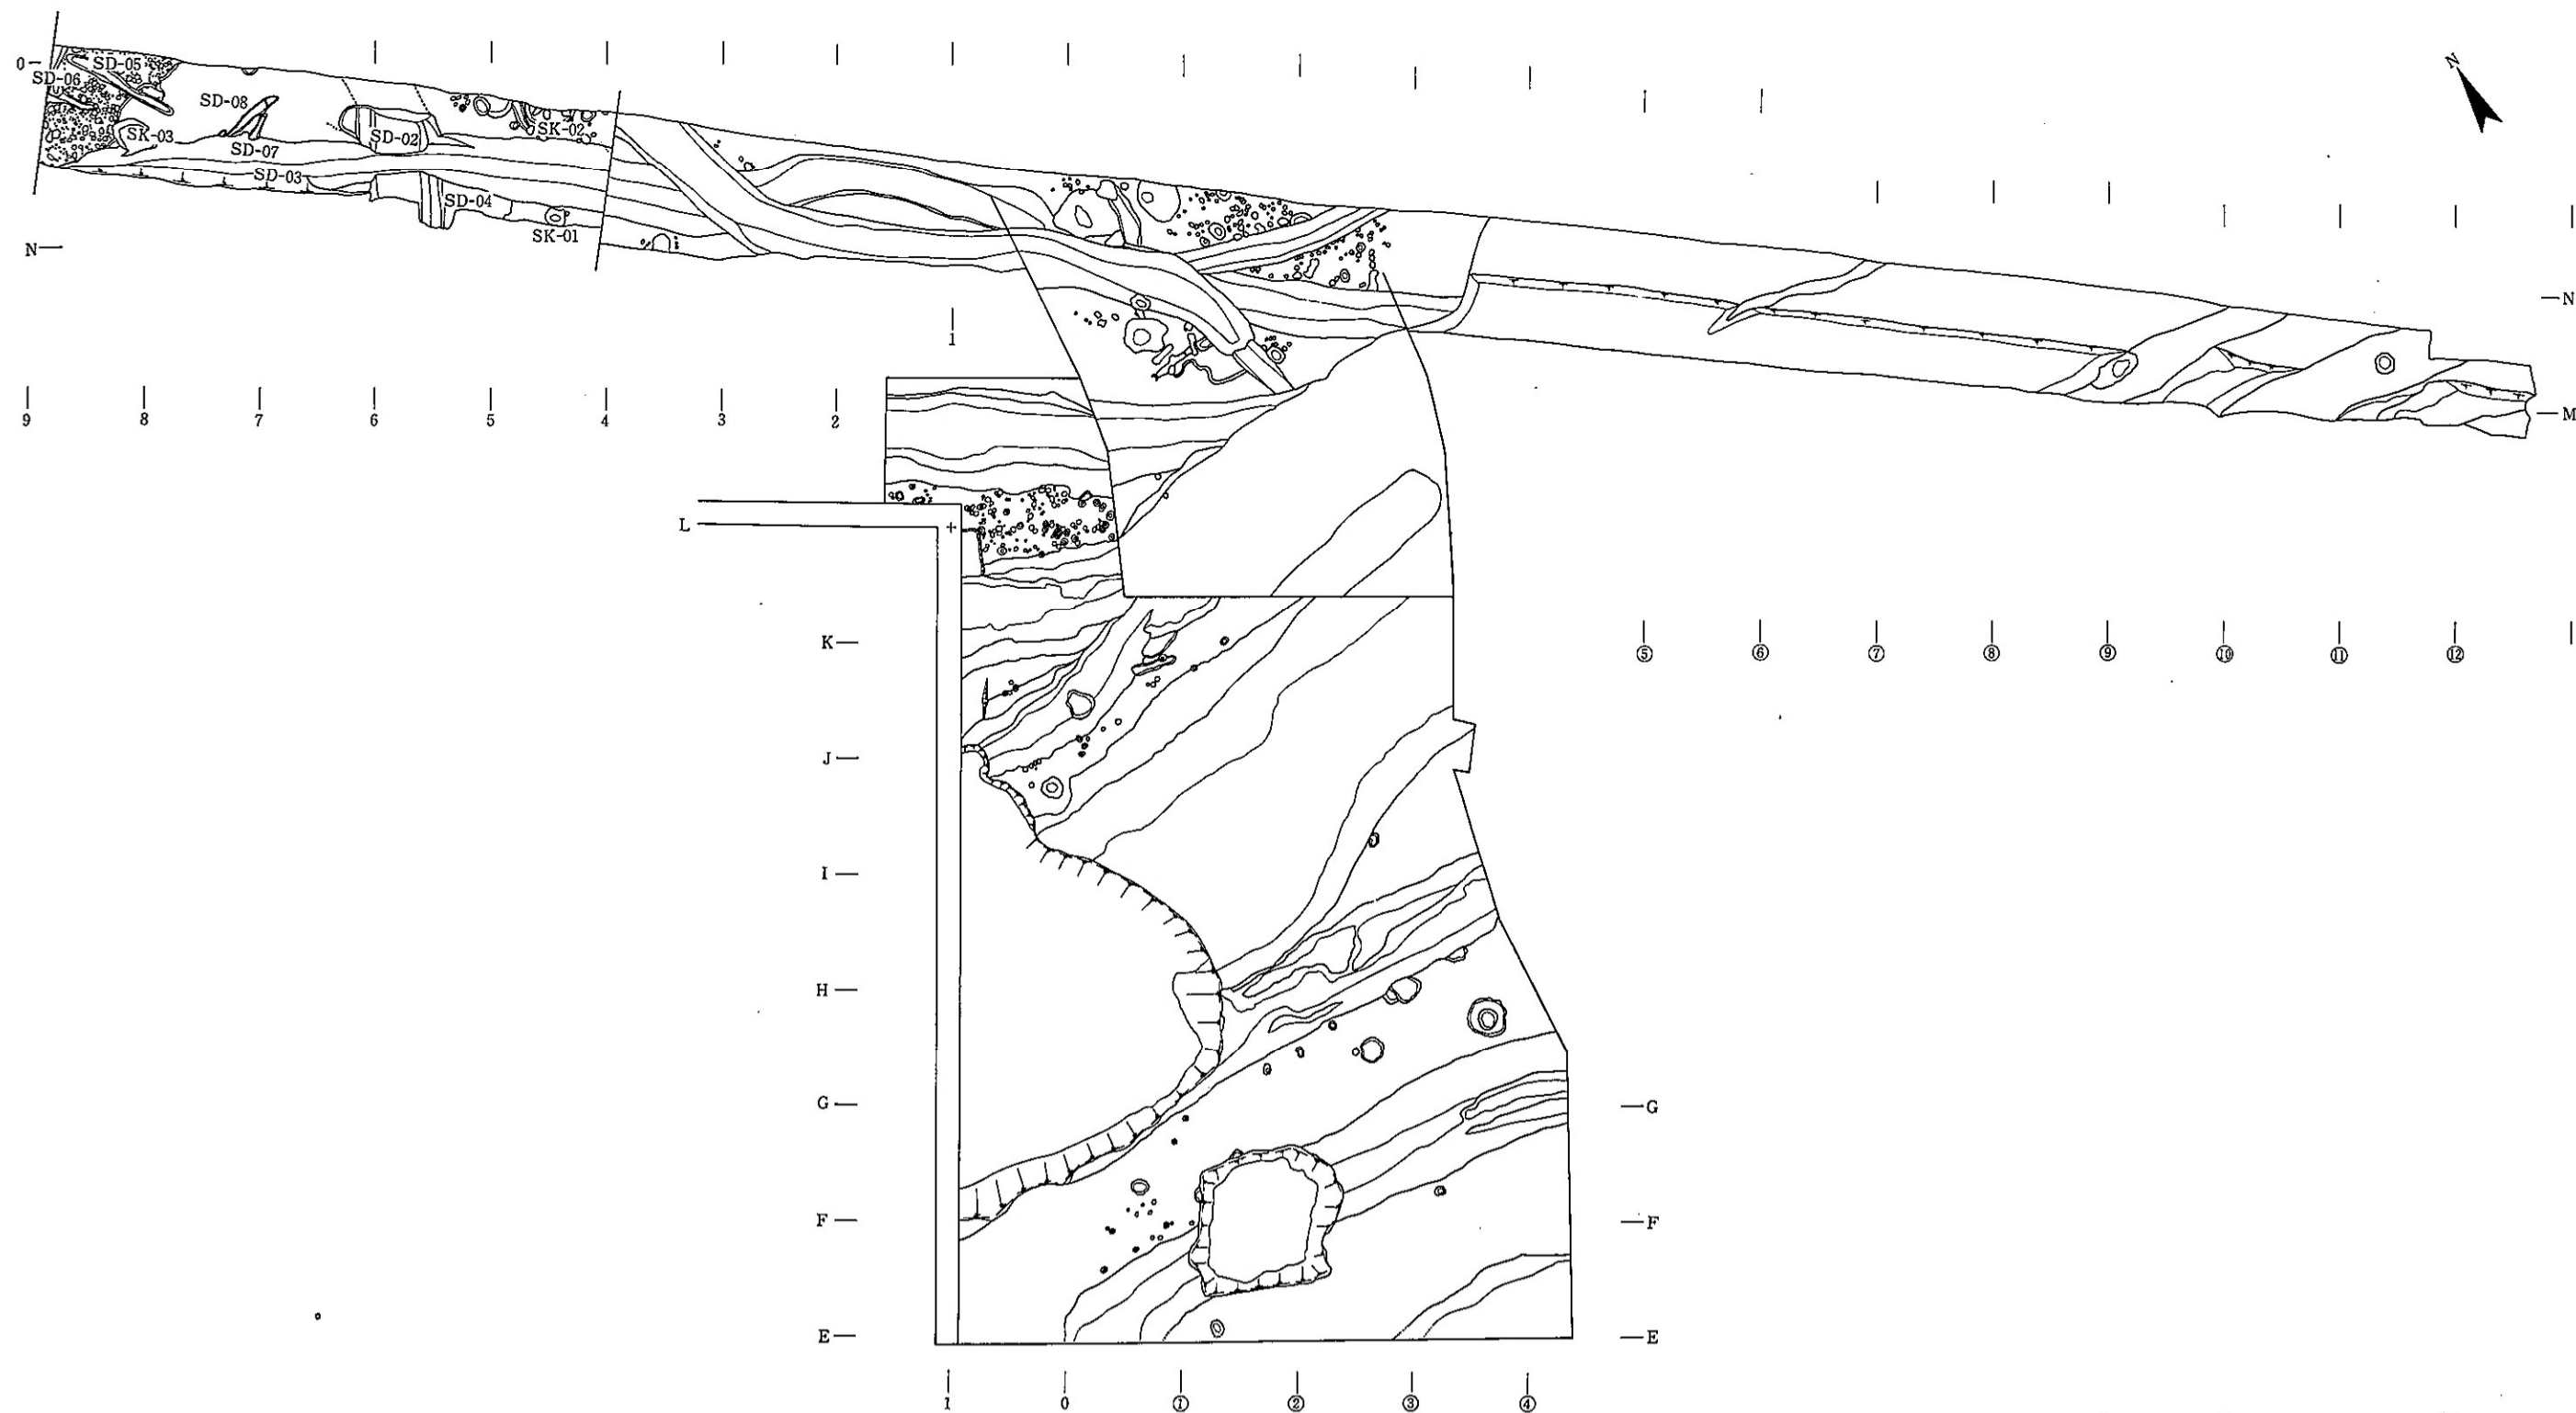 N
0
SD-05
SD-06
SD-08
SK-03
SD-02
SK-02
SD-07
SD-03
SD-04
SK-01
N
N
1
9 8 7 6 5 4 3 2
M
L
K
⑤ ⑥ ⑦ ⑧ ⑨ ⑩ ⑪ ⑫
J
I
H
G
G
F
F
E
E
1 0 ① ② ③ ④